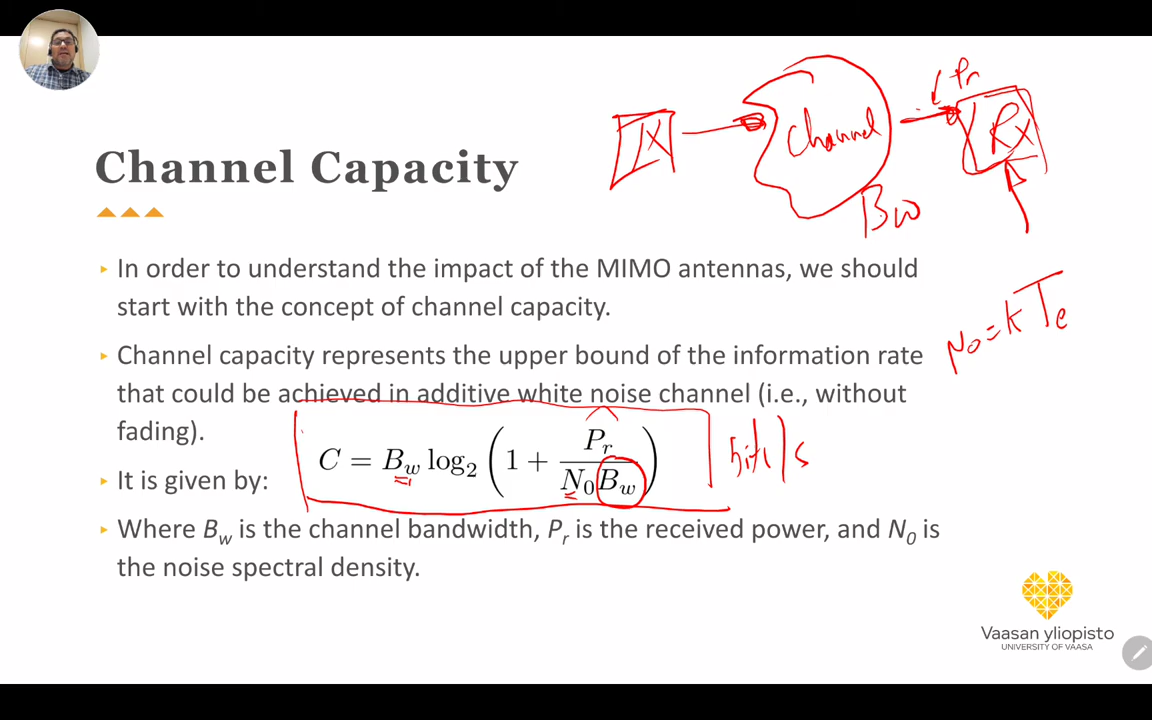 Tx
Channel
Pr
Rx
Bw
Channel Capacity
In order to understand the impact of the MIMO antennas, we should
start with the concept of channel capacity.
N₀ = k Tₑ
Channel capacity represents the upper bound of the information rate
that could be achieved in additive white noise channel (i.e., without
fading).
It is given by:
C = B_w log₂ (1 + P_r / (N₀ B_w))
bits/s
Where B_w is the channel bandwidth, P_r is the received power, and N₀ is
the noise spectral density.
Vaasan yliopisto
UNIVERSITY OF VAASA